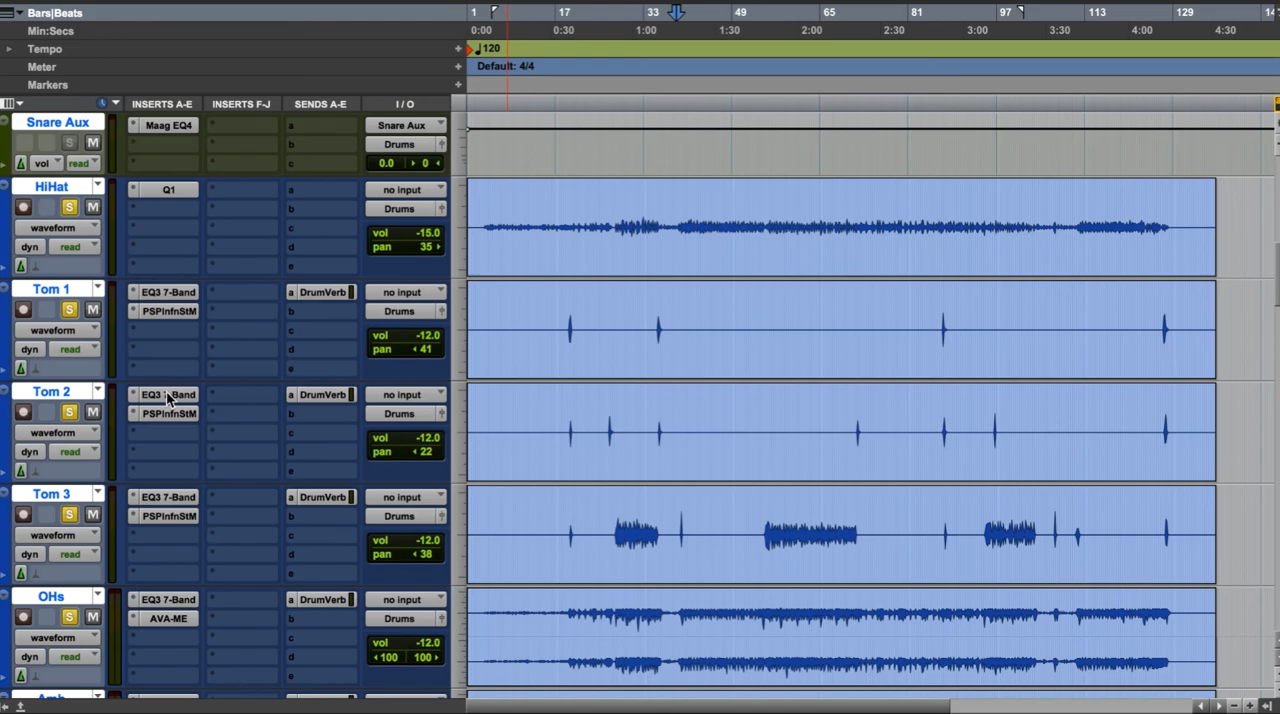 Bars|Beats 1 17 33 49 65 81 97 113 129 14
Min:Secs 0:00 0:30 1:00 1:30 2:00 2:30 3:00 3:30 4:00 4:30
Tempo + 120
Meter + Default: 4/4
Markers +
INSERTS A-E INSERTS F-J SENDS A-E I / O
Snare Aux Maag EQ4 a Snare Aux
S M b Drums
vol read c 0.0 0
HiHat Q1 a no input
S M b Drums
waveform c vol -15.0
dyn read d pan 35
e
Tom 1 EQ3 7-Band a DrumVerb no input
S M PSPInfnStM b Drums
waveform c vol -12.0
dyn read d pan 41
e
Tom 2 EQ3 7-Band a DrumVerb no input
S M PSPInfnStM b Drums
waveform c vol -12.0
dyn read d pan 22
e
Tom 3 EQ3 7-Band a DrumVerb no input
S M PSPInfnStM b Drums
waveform c vol -12.0
dyn read d pan 38
e
OHs EQ3 7-Band a DrumVerb no input
S M AVA-ME b Drums
waveform c vol -12.0
dyn read d 100 100
e